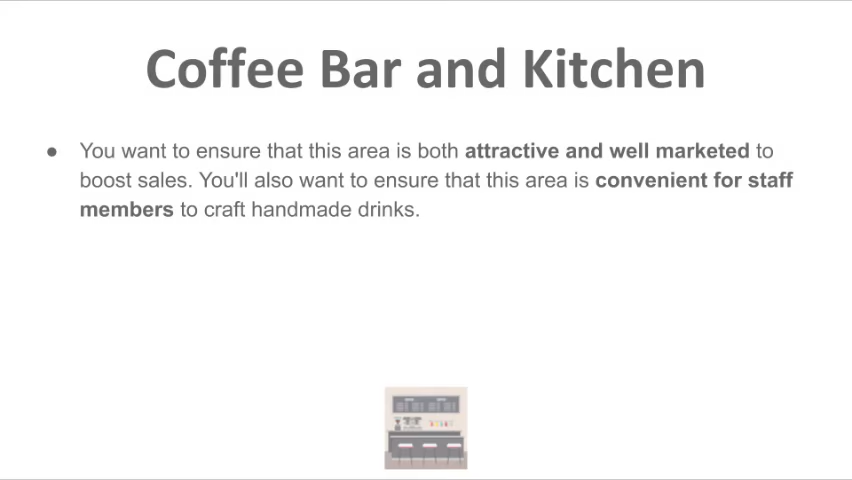 Coffee Bar and Kitchen
● You want to ensure that this area is both attractive and well marketed to
boost sales. You'll also want to ensure that this area is convenient for staff
members to craft handmade drinks.